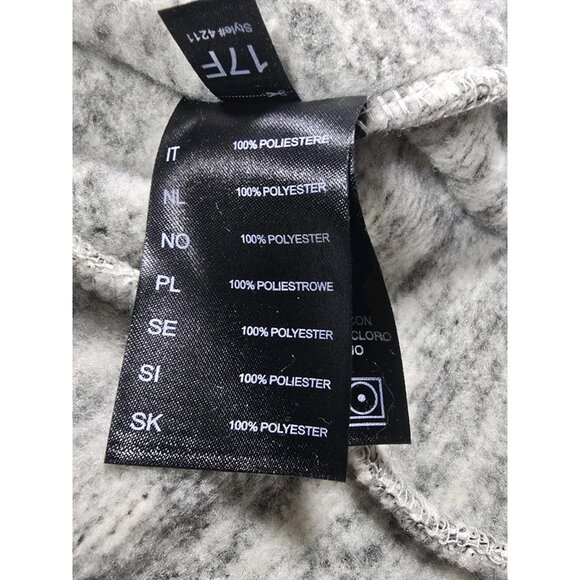 17F
Style# 4211
IT 100% POLIESTERE
NL 100% POLYESTER
NO 100% POLYESTER
PL 100% POLIESTROWE
SE 100% POLYESTER
SI 100% POLIESTER
SK 100% POLYESTER
CON
CLORO
NO